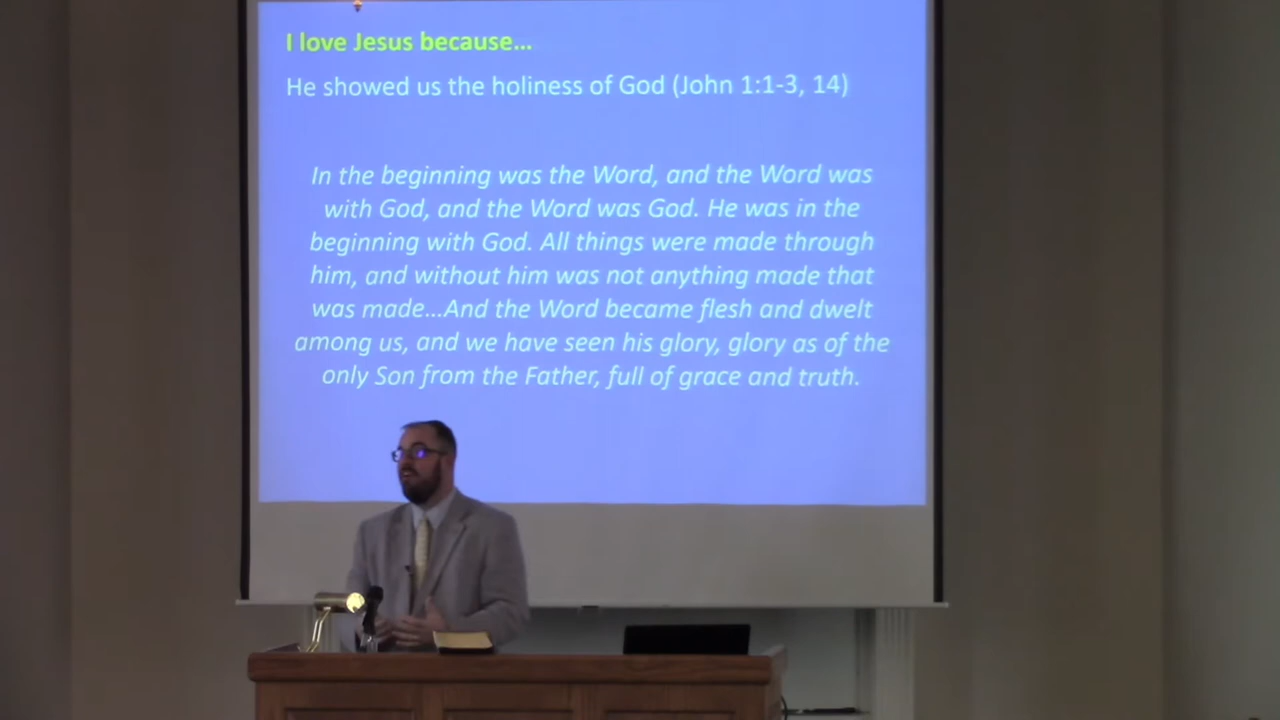 I love Jesus because…
He showed us the holiness of God (John 1:1-3, 14)
In the beginning was the Word, and the Word was
with God, and the Word was God. He was in the
beginning with God. All things were made through
him, and without him was not anything made that
was made…And the Word became flesh and dwelt
among us, and we have seen his glory, glory as of the
only Son from the Father, full of grace and truth.